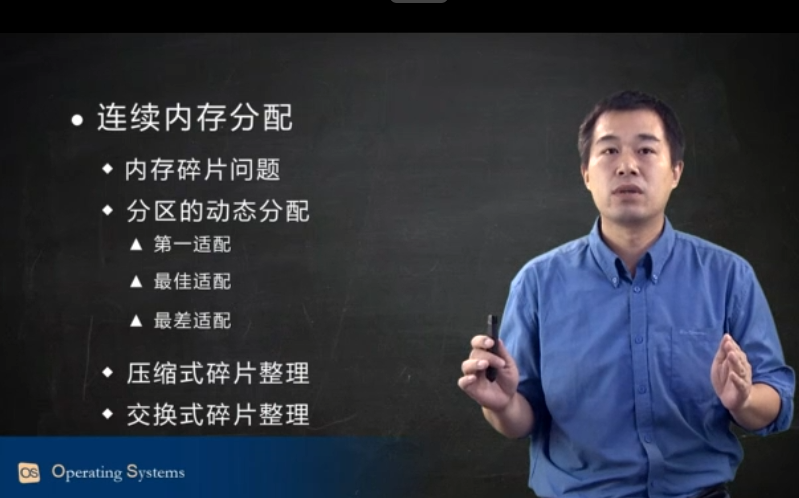 连续内存分配
内存碎片问题
分区的动态分配
第一适配
最佳适配
最差适配
压缩式碎片整理
交换式碎片整理
OS Operating Systems